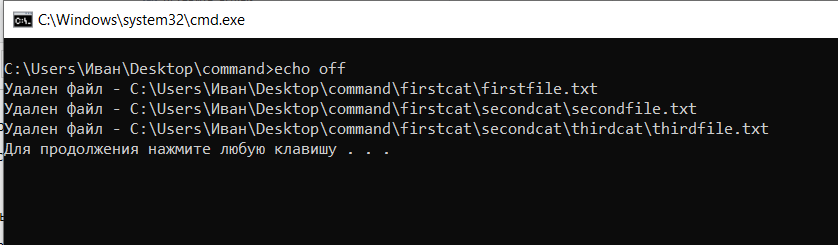 C:\Windows\system32\cmd.exe
C:\Users\Иван\Desktop\command>echo off
Удален файл - C:\Users\Иван\Desktop\command\firstcat\firstfile.txt
Удален файл - C:\Users\Иван\Desktop\command\firstcat\secondcat\secondfile.txt
Удален файл - C:\Users\Иван\Desktop\command\firstcat\secondcat\thirdcat\thirdfile.txt
Для продолжения нажмите любую клавишу . . .